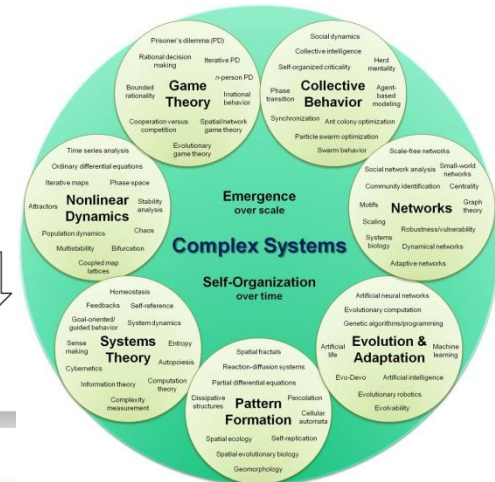 Prisoner's dilemma (PD)
Rational decision making
Iterative PD
Bounded rationality
Game Theory
n-person PD
Irrational behavior
Cooperation versus competition
Spatial/network game theory
Evolutionary game theory
Social dynamics
Collective intelligence
Self-organized criticality
Herd mentality
Phase transition
Collective Behavior
Agent-based modeling
Synchronization
Ant colony optimization
Particle swarm optimization
Swarm behavior
Time series analysis
Ordinary differential equations
Iterative maps
Phase space
Attractors
Nonlinear Dynamics
Stability analysis
Population dynamics
Chaos
Multistability
Bifurcation
Coupled map lattices
Emergence
over scale
Complex Systems
Self-Organization
over time
Scale-free networks
Social network analysis
Small-world networks
Community identification
Centrality
Motifs
Networks
Graph theory
Scaling
Robustness/vulnerability
Systems biology
Dynamical networks
Adaptive networks
Homeostasis
Feedbacks
Self-reference
Goal-oriented/guided behavior
System dynamics
Sense making
Systems Theory
Entropy
Autopoiesis
Cybernetics
Information theory
Computation theory
Complexity measurement
Spatial fractals
Reaction-diffusion systems
Partial differential equations
Dissipative structures
Pattern Formation
Percolation
Cellular automata
Spatial ecology
Self-replication
Spatial evolutionary biology
Geomorphology
Artificial neural networks
Evolutionary computation
Genetic algorithms/programming
Artificial life
Evolution & Adaptation
Machine learning
Evo-Devo
Artificial intelligence
Evolutionary robotics
Evolvability